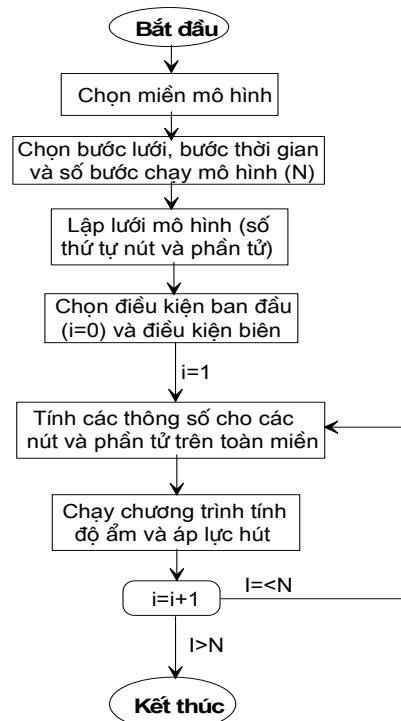 Bắt đầu
Chọn miền mô hình
Chọn bước lưới, bước thời gian
và số bước chạy mô hình (N)
Lập lưới mô hình (số
thứ tự nút và phần tử)
Chọn điều kiện ban đầu
(i=0) và điều kiện biên
i=1
Tính các thông số cho các
nút và phần tử trên toàn miền
Chạy chương trình tính
độ ẩm và áp lực hút
i=i+1
I=<N
I>N
Kết thúc